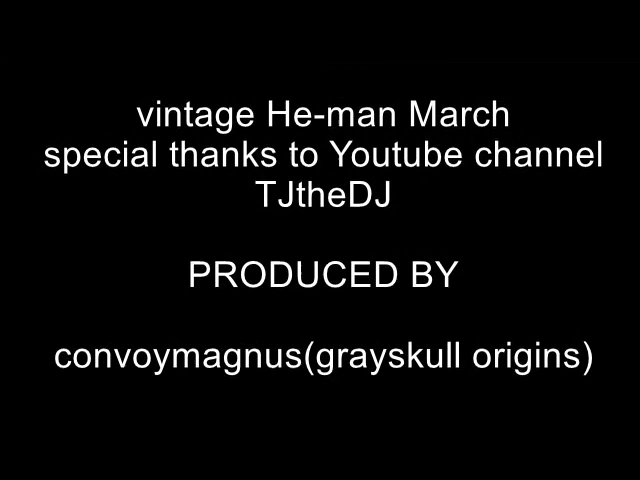 vintage He-man March
special thanks to Youtube channel
TJtheDJ
PRODUCED BY
convoymagnus(grayskull origins)